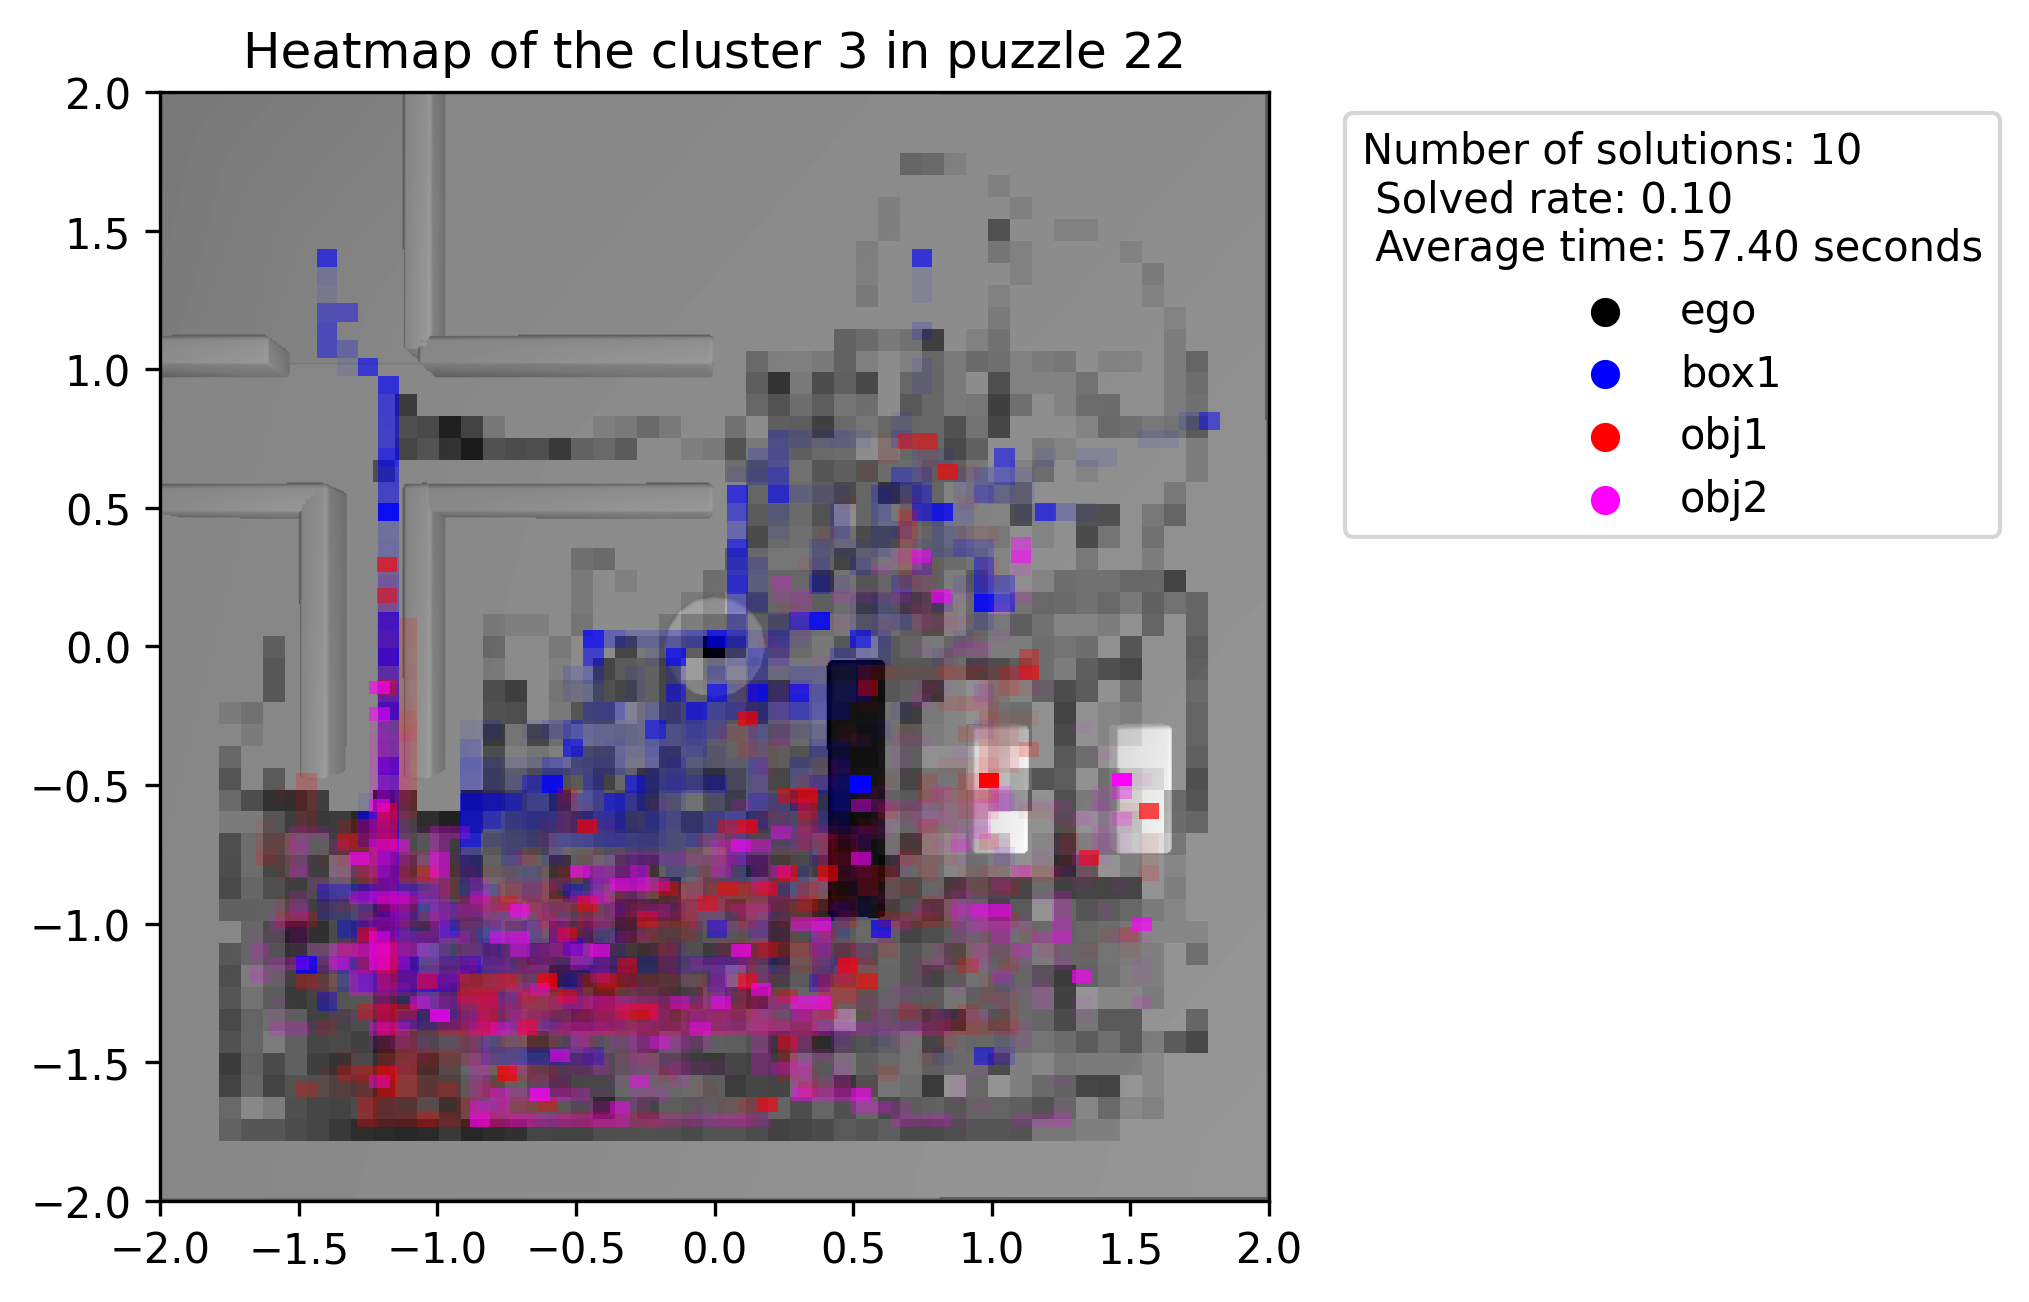 Heatmap of the cluster 3 in puzzle 22
Number of solutions: 10
Solved rate: 0.10
Average time: 57.40 seconds
ego
box1
obj1
obj2
2.0
1.5
1.0
0.5
0.0
−0.5
−1.0
−1.5
−2.0
−2.0 −1.5 −1.0 −0.5 0.0 0.5 1.0 1.5 2.0